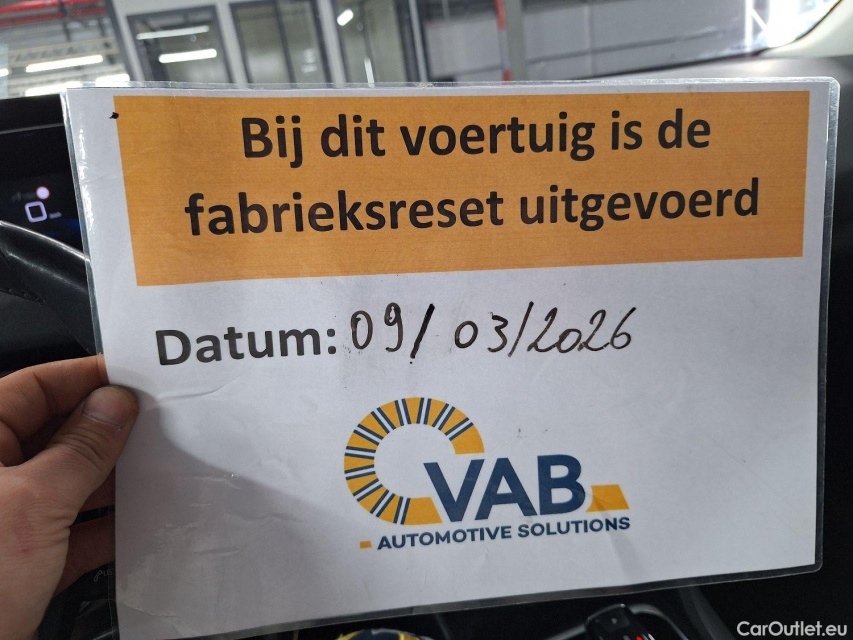 Bij dit voertuig is de
fabrieksreset uitgevoerd
Datum: 09/03/2026
VAB
AUTOMOTIVE SOLUTIONS
CarOutlet.eu